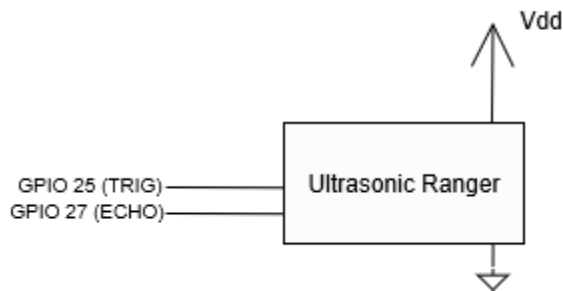 Vdd
Ultrasonic Ranger
GPIO 25 (TRIG)
GPIO 27 (ECHO)